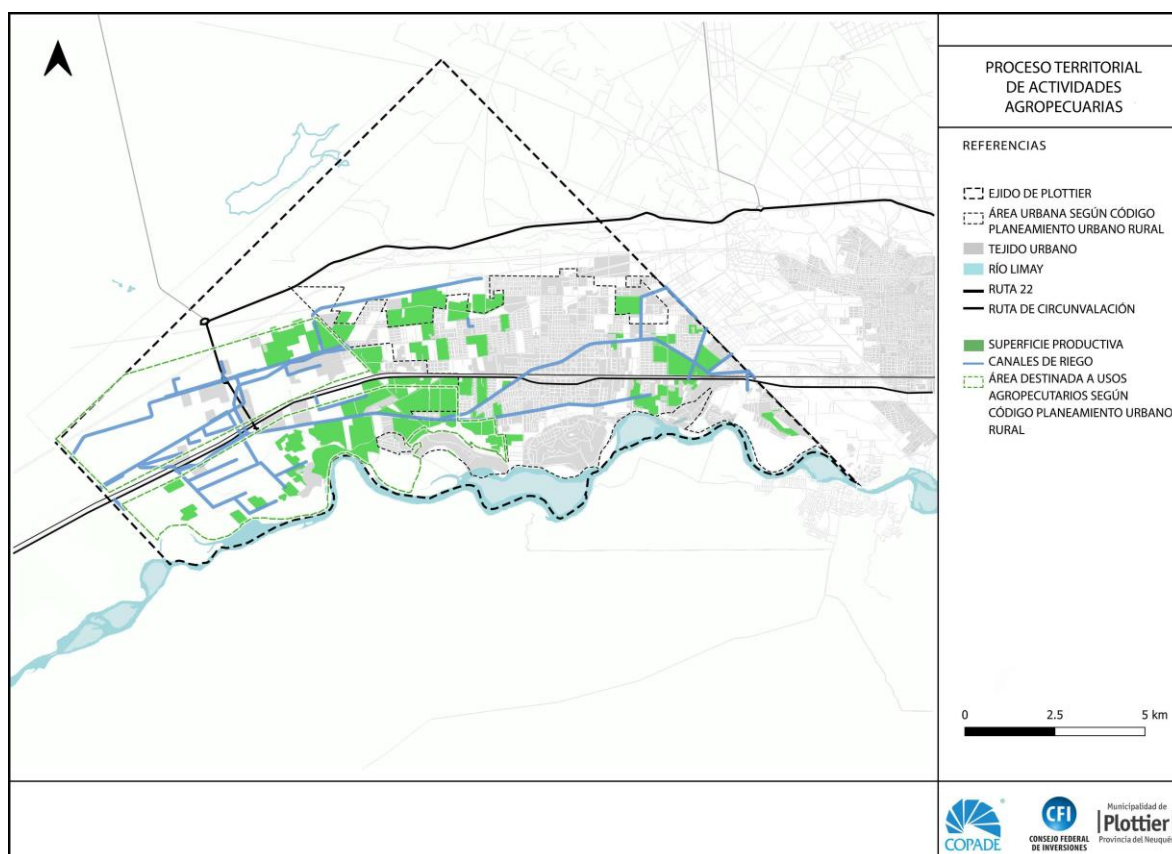 PROCESO TERRITORIAL
DE ACTIVIDADES
AGROPECUARIAS
REFERENCIAS
EJIDO DE PLOTTIER
ÁREA URBANA SEGÚN CÓDIGO
PLANEAMIENTO URBANO RURAL
TEJIDO URBANO
RÍO LIMAY
RUTA 22
RUTA DE CIRCUNVALACIÓN
SUPERFICIE PRODUCTIVA
CANALES DE RIEGO
ÁREA DESTINADA A USOS
AGROPECUTARIOS SEGÚN
CÓDIGO PLANEAMIENTO URBANO
RURAL
0 2.5 5 km
COPADE
CFI
CONSEJO FEDERAL
DE INVERSIONES
Municipalidad de
Plottier
Provincia del Neuquén